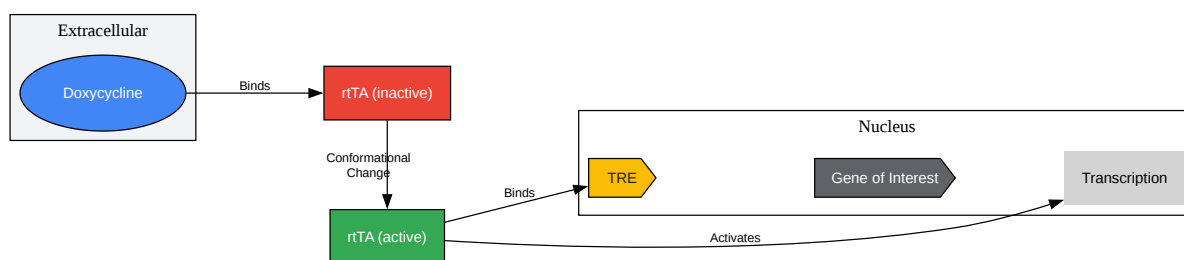 Extracellular
Doxycycline
Binds
rtTA (inactive)
Conformational
Change
rtTA (active)
Binds
Activates
Nucleus
TRE
Gene of Interest
Transcription